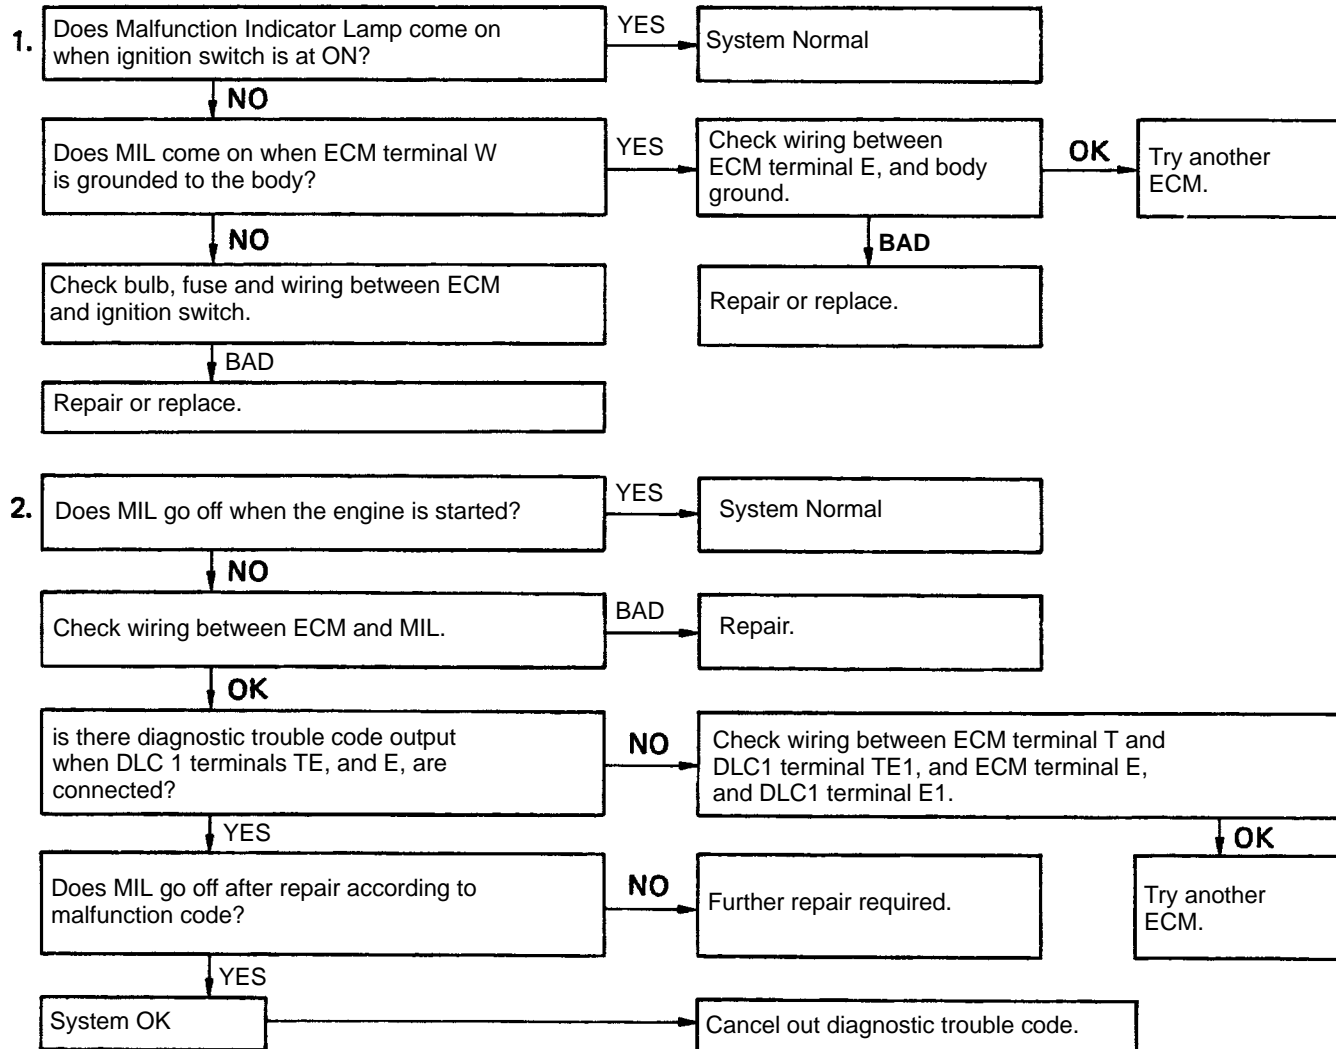 1.
Does Malfunction Indicator Lamp come on
when ignition switch is at ON?
YES
System Normal
NO
Does MIL come on when ECM terminal W
is grounded to the body?
YES
Check wiring between
ECM terminal E, and body
ground.
OK
Try another
ECM.
NO
BAD
Check bulb, fuse and wiring between ECM
and ignition switch.
Repair or replace.
BAD
Repair or replace.
2.
Does MIL go off when the engine is started?
YES
System Normal
NO
Check wiring between ECM and MIL.
BAD
Repair.
OK
is there diagnostic trouble code output
when DLC 1 terminals TE, and E, are
connected?
NO
Check wiring between ECM terminal T and
DLC1 terminal TE1, and ECM terminal E,
and DLC1 terminal E1.
YES
OK
Does MIL go off after repair according to
malfunction code?
NO
Further repair required.
Try another
ECM.
YES
System OK
Cancel out diagnostic trouble code.